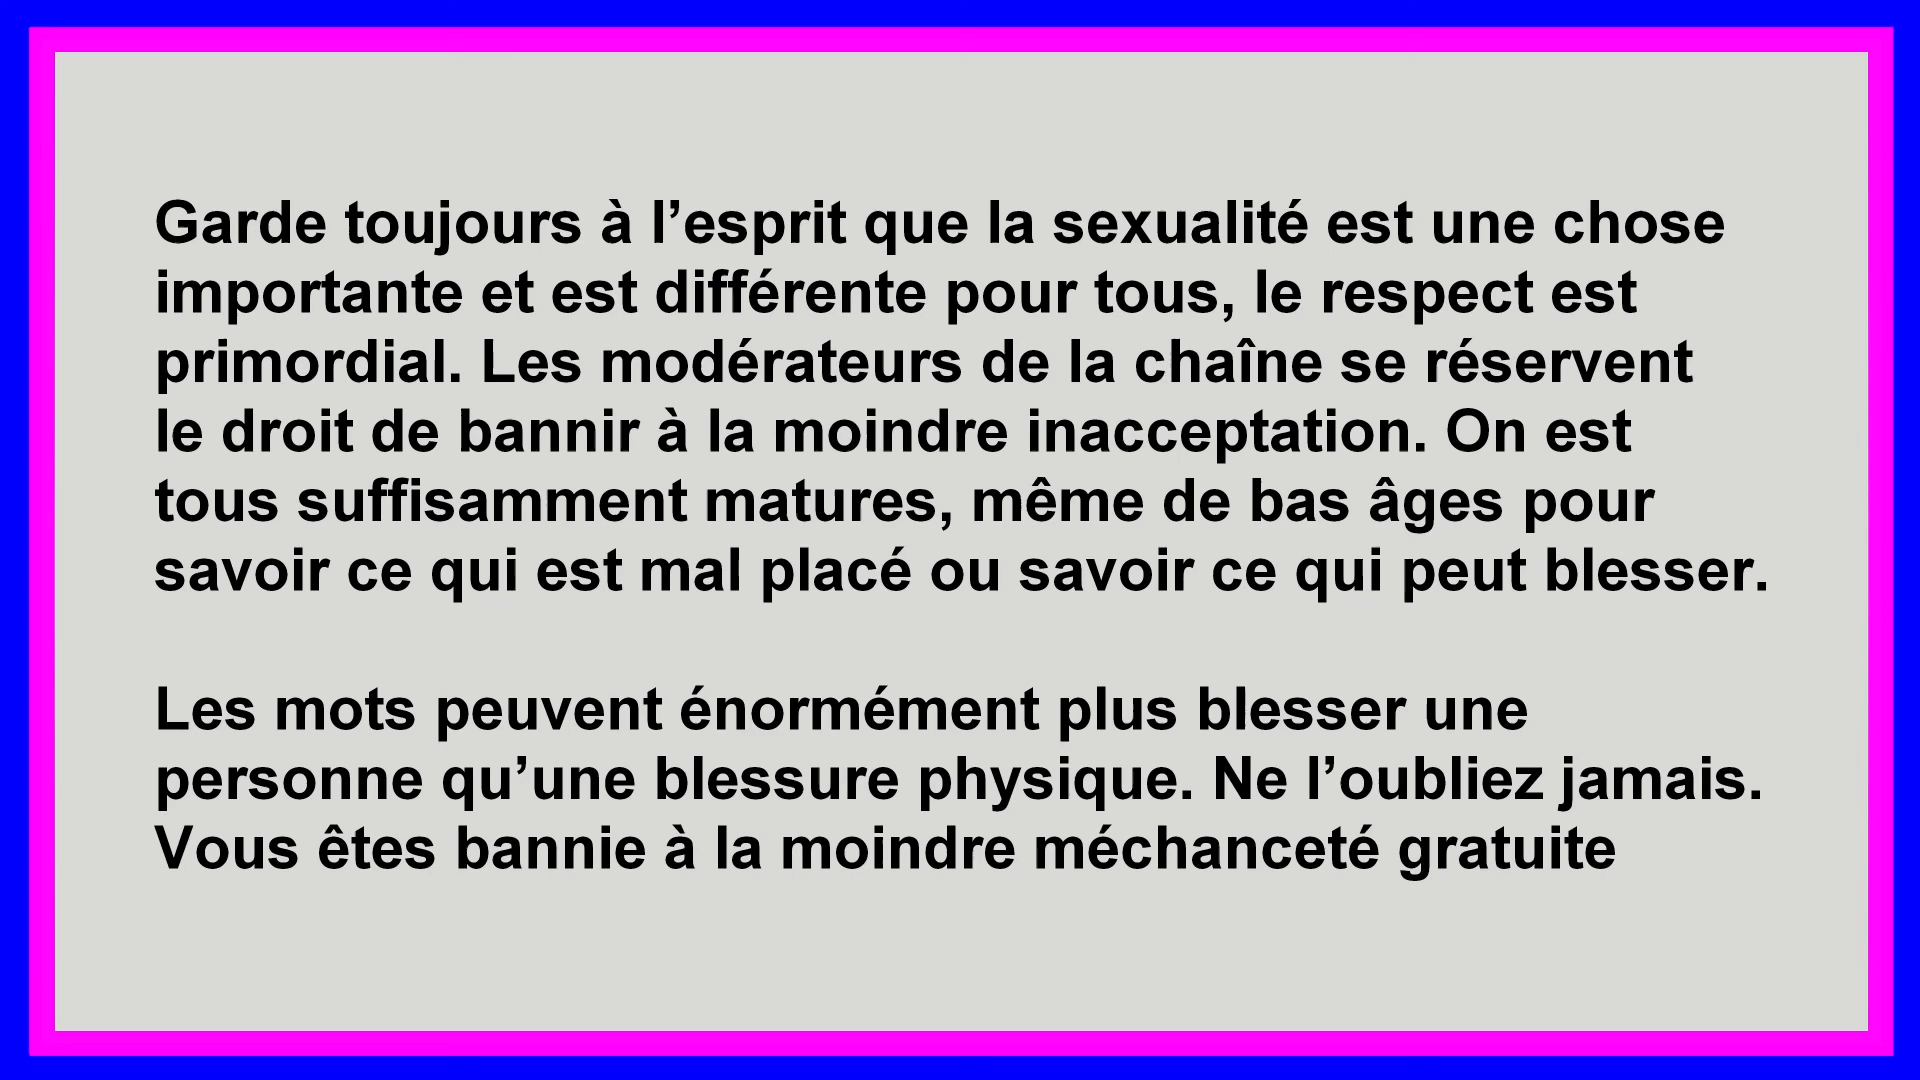 Garde toujours à l’esprit que la sexualité est une chose
importante et est différente pour tous, le respect est
primordial. Les modérateurs de la chaîne se réservent
le droit de bannir à la moindre inacceptation. On est
tous suffisamment matures, même de bas âges pour
savoir ce qui est mal placé ou savoir ce qui peut blesser.
Les mots peuvent énormément plus blesser une
personne qu’une blessure physique. Ne l’oubliez jamais.
Vous êtes bannie à la moindre méchanceté gratuite